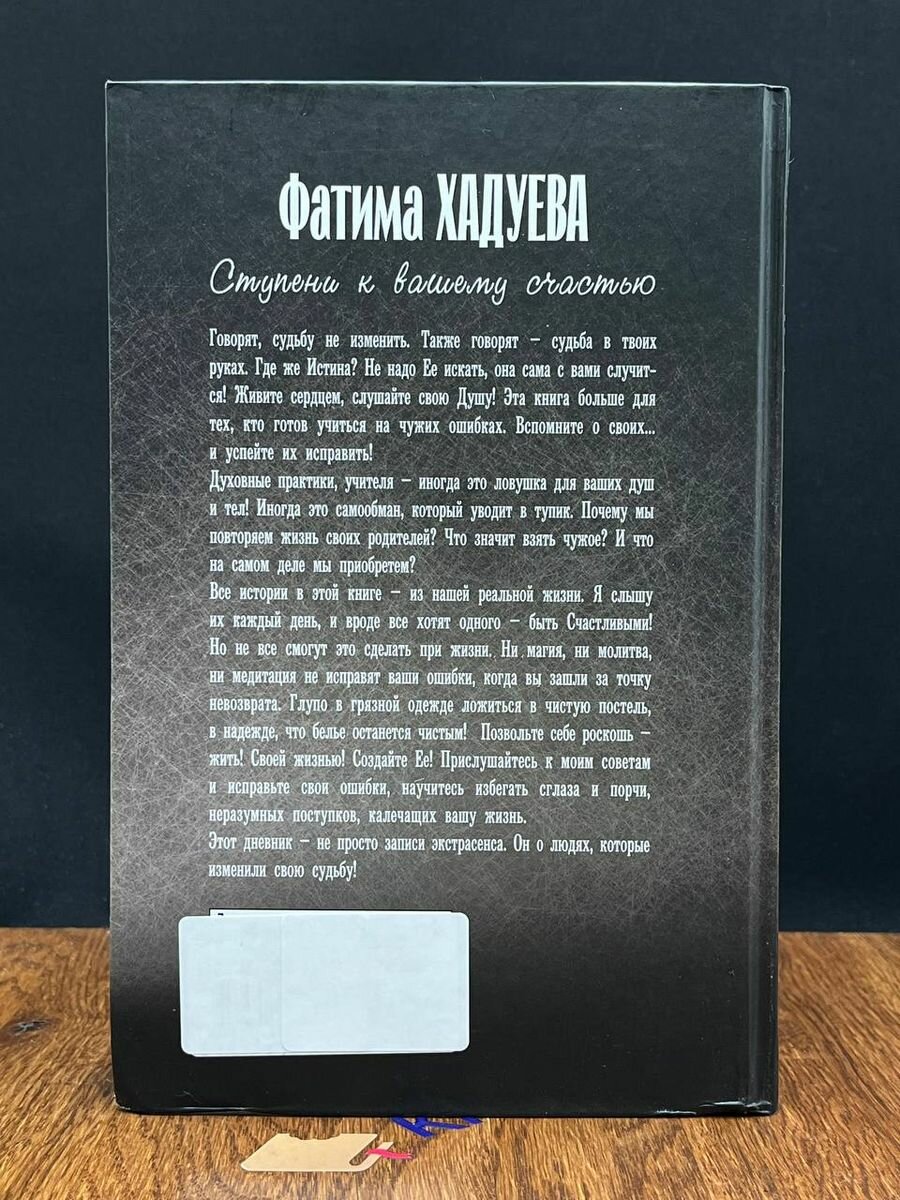 Фатима ХАДУЕВА
Ступени к вашему счастью
Говорят, судьбу не изменить. Также говорят – судьба в твоих
руках. Где же Истина? Не надо Ее искать, она сама с вами случит-
ся! Живите сердцем, слушайте свою Душу! Эта книга больше для
тех, кто готов учиться на чужих ошибках. Вспомните о своих...
и успейте их исправить!
Духовные практики, учителя – иногда это ловушка для ваших душ
и тел! Иногда это самообман, который уводит в тупик. Почему мы
повторяем жизнь своих родителей? Что значит взять чужое? И что
на самом деле мы приобретем?
Все истории в этой книге – из нашей реальной жизни. Я слышу
их каждый день, и вроде все хотят одного – быть Счастливыми!
Но не все смогут это сделать при жизни. Ни магия, ни молитва,
ни медитация не исправят ваши ошибки, когда вы зашли за точку
невозврата. Глупо в грязной одежде ложиться в чистую постель,
в надежде, что белье останется чистым! Позвольте себе роскошь –
жить! Своей жизнью! Создайте Ее! Прислушайтесь к моим советам
и исправьте свои ошибки, научитесь избегать сглаза и порчи,
неразумных поступков, калечащих вашу жизнь.
Этот дневник – не просто записи экстрасенса. Он о людях, которые
изменили свою судьбу!